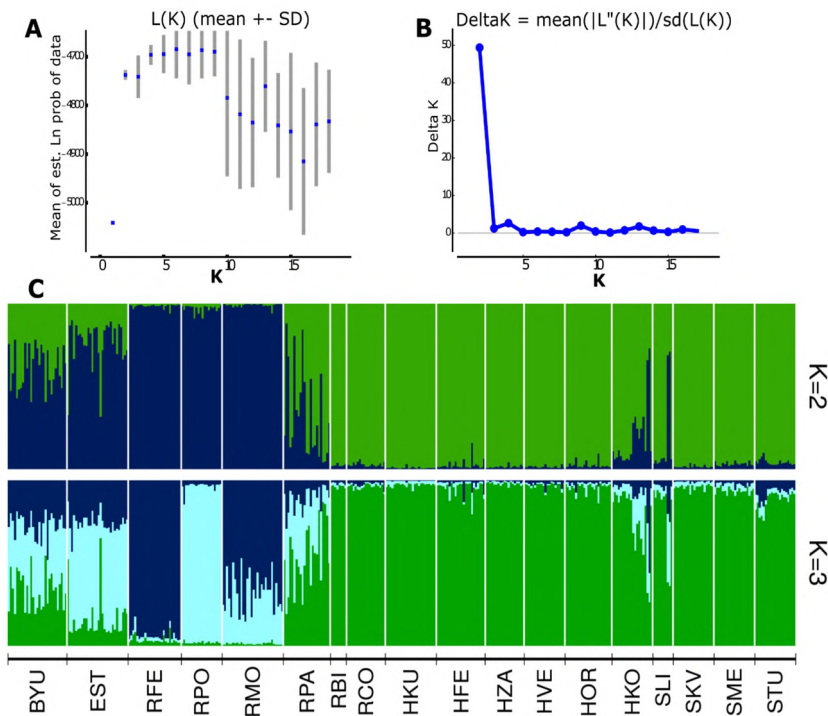 A
L(K) (mean +- SD)
Mean of est. Ln prob of data
-4700
-4800
-4900
-5000
0
5
10
15
K
B
DeltaK = mean(|L"(K)|)/sd(L(K))
Delta K
50
40
30
20
10
0
5
10
15
K
C
K=2
K=3
BYU
EST
RFE
RPO
RMO
RPA
RBI
RCO
HKU
HFE
HZA
HVE
HOR
HKO
SLI
SKV
SME
STU